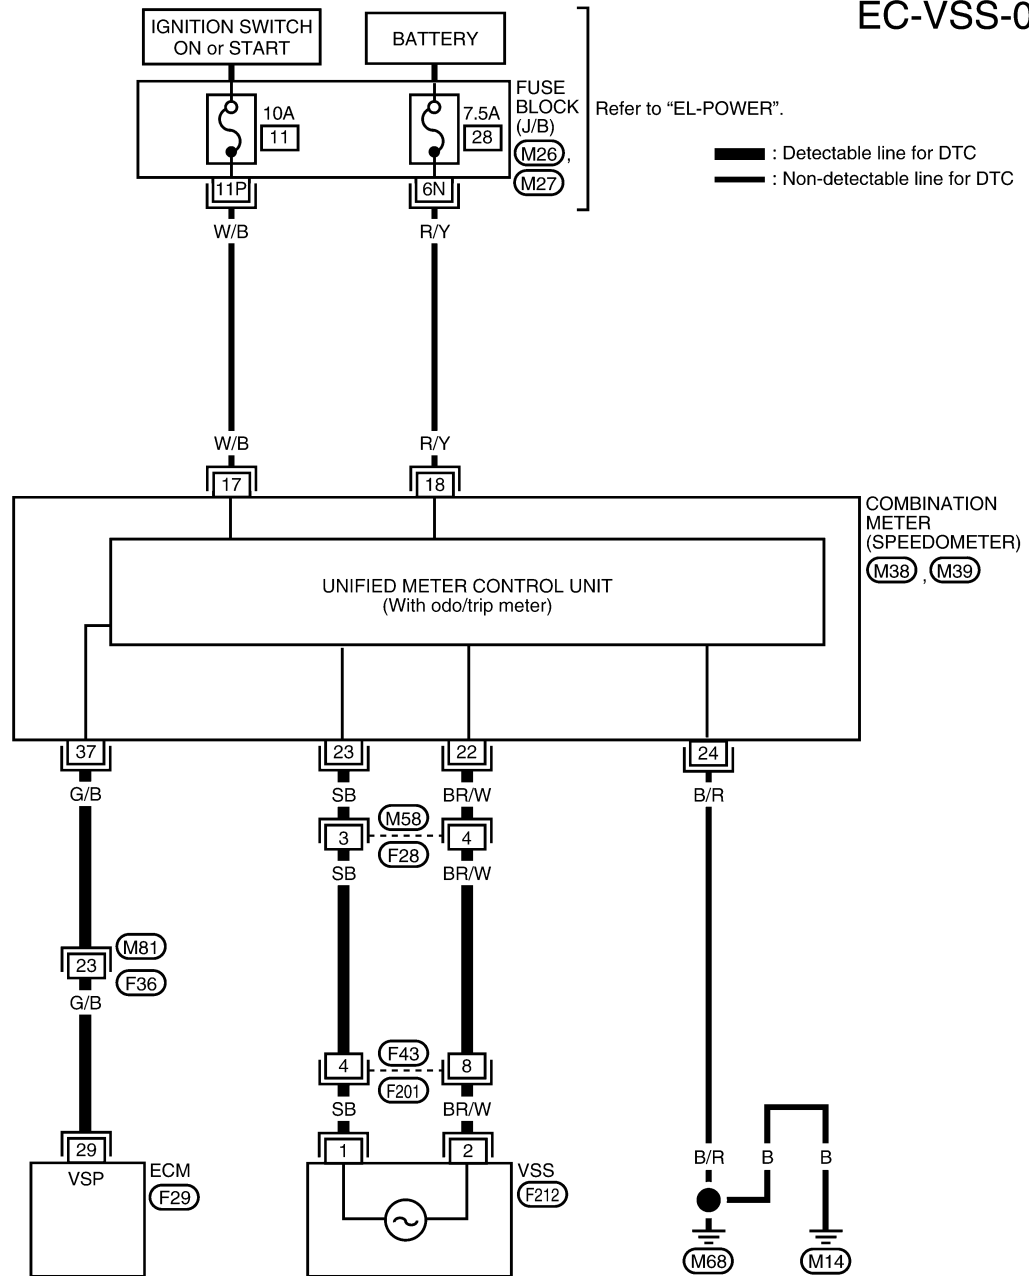 EC-VSS-0
IGNITION SWITCH
ON or START
BATTERY
10A
11
7.5A
28
FUSE
BLOCK
(J/B)
M26 ,
M27
Refer to “EL-POWER”.
: Detectable line for DTC
: Non-detectable line for DTC
11P
6N
W/B
R/Y
W/B
R/Y
17
18
COMBINATION
METER
(SPEEDOMETER)
M38 , M39
UNIFIED METER CONTROL UNIT
(With odo/trip meter)
37
23
22
24
G/B
SB
BR/W
B/R
M58
3
4
F28
SB
BR/W
M81
23
F36
G/B
F43
4
8
F201
SB
BR/W
29
1
2
B/R
B
B
VSP
ECM
F29
VSS
F212
M68
M14